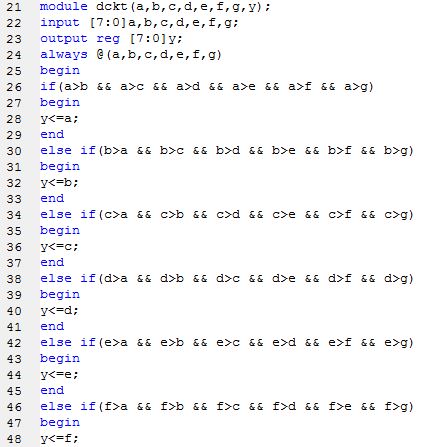 21 module dckt(a,b,c,d,e,f,g,y);
22 input [7:0]a,b,c,d,e,f,g;
23 output reg [7:0]y;
24 always @(a,b,c,d,e,f,g)
25 begin
26 if(a>b && a>c && a>d && a>e && a>f && a>g)
27 begin
28 y<=a;
29 end
30 else if(b>a && b>c && b>d && b>e && b>f && b>g)
31 begin
32 y<=b;
33 end
34 else if(c>a && c>b && c>d && c>e && c>f && c>g)
35 begin
36 y<=c;
37 end
38 else if(d>a && d>b && d>c && d>e && d>f && d>g)
39 begin
40 y<=d;
41 end
42 else if(e>a && e>b && e>c && e>d && e>f && e>g)
43 begin
44 y<=e;
45 end
46 else if(f>a && f>b && f>c && f>d && f>e && f>g)
47 begin
48 y<=f;